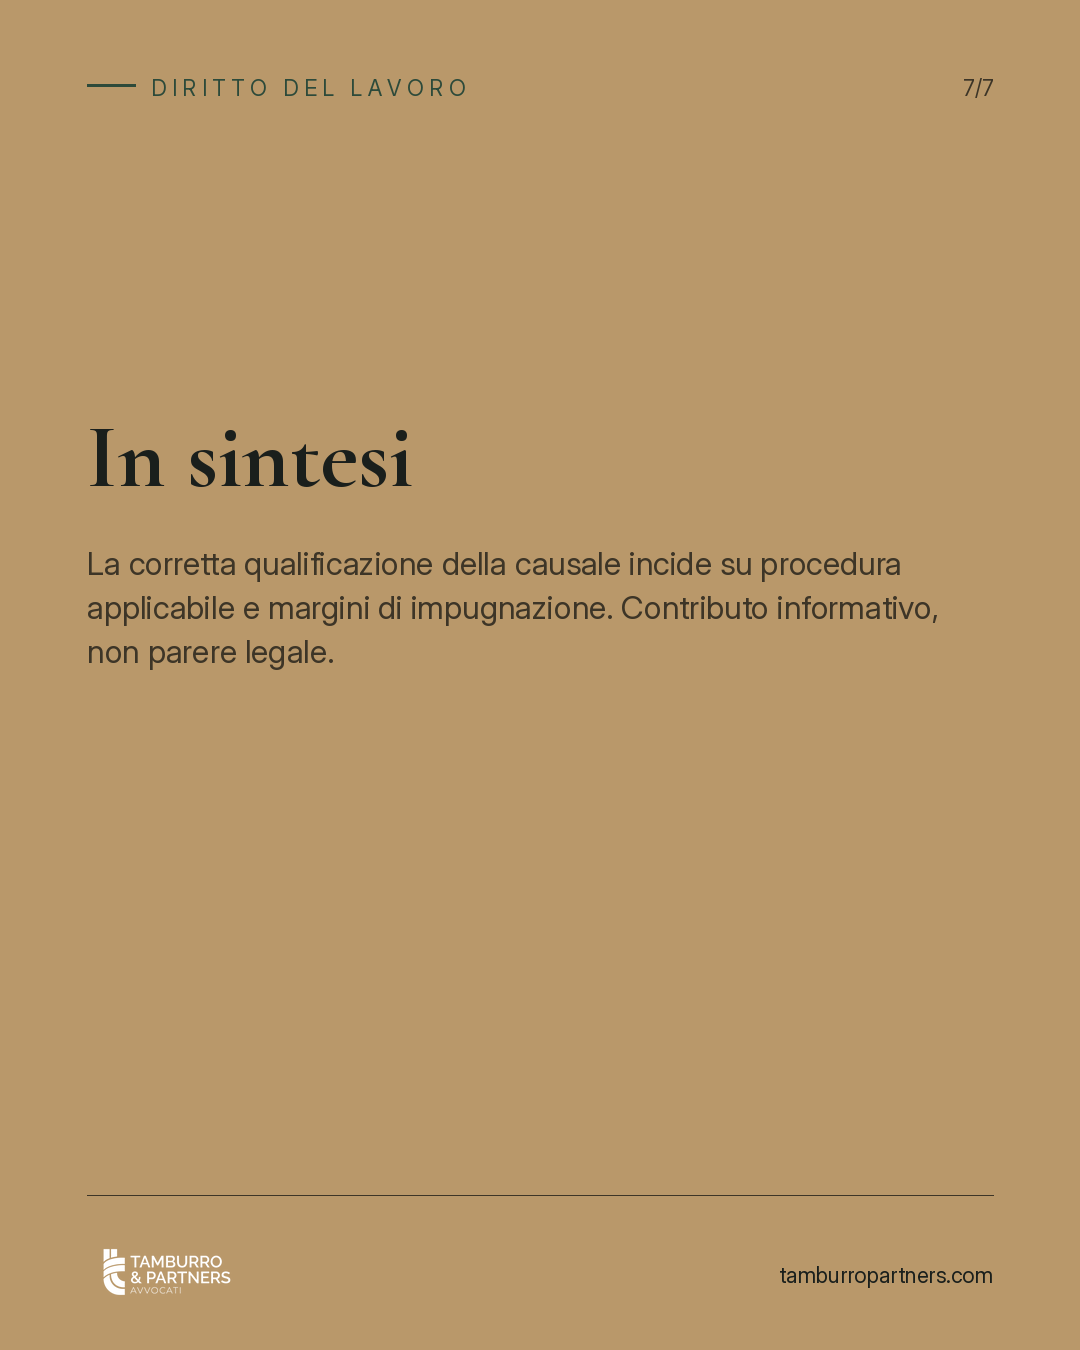 DIRITTO DEL LAVORO
7/7
In sintesi
La corretta qualificazione della causale incide su procedura
applicabile e margini di impugnazione. Contributo informativo,
non parere legale.
TAMBURRO
& PARTNERS
AVVOCATI
tamburropartners.com